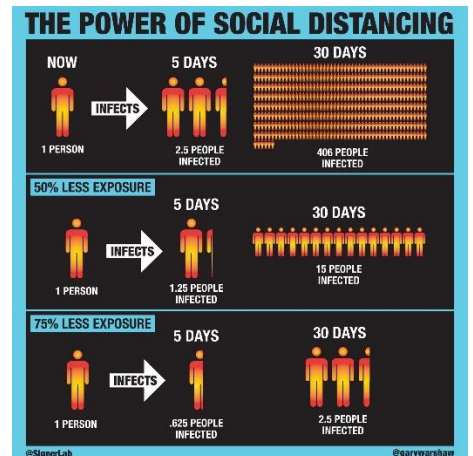 THE POWER OF SOCIAL DISTANCING
NOW
5 DAYS
30 DAYS
INFECTS
1 PERSON
2.5 PEOPLE
INFECTED
406 PEOPLE
INFECTED
50% LESS EXPOSURE
5 DAYS
30 DAYS
INFECTS
1 PERSON
1.25 PEOPLE
INFECTED
15 PEOPLE
INFECTED
75% LESS EXPOSURE
5 DAYS
30 DAYS
INFECTS
1 PERSON
.625 PEOPLE
INFECTED
2.5 PEOPLE
INFECTED
@SignerLab
@garywarshaw